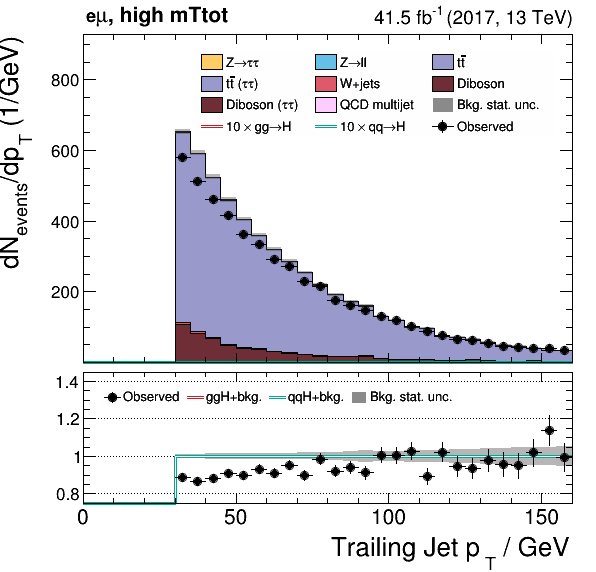 eμ, high mTtot 41.5 fb⁻¹ (2017, 13 TeV)
dN_events/dp_T (1/GeV)
800
600
400
200
Z→ττ Z→ll tt̄
tt̄ (ττ) W+jets Diboson
Diboson (ττ) QCD multijet Bkg. stat. unc.
10 × gg→H 10 × qq→H Observed
1.4
1.2
1
0.8
Observed ggH+bkg. qqH+bkg. Bkg. stat. unc.
0 50 100 150
Trailing Jet p_T / GeV